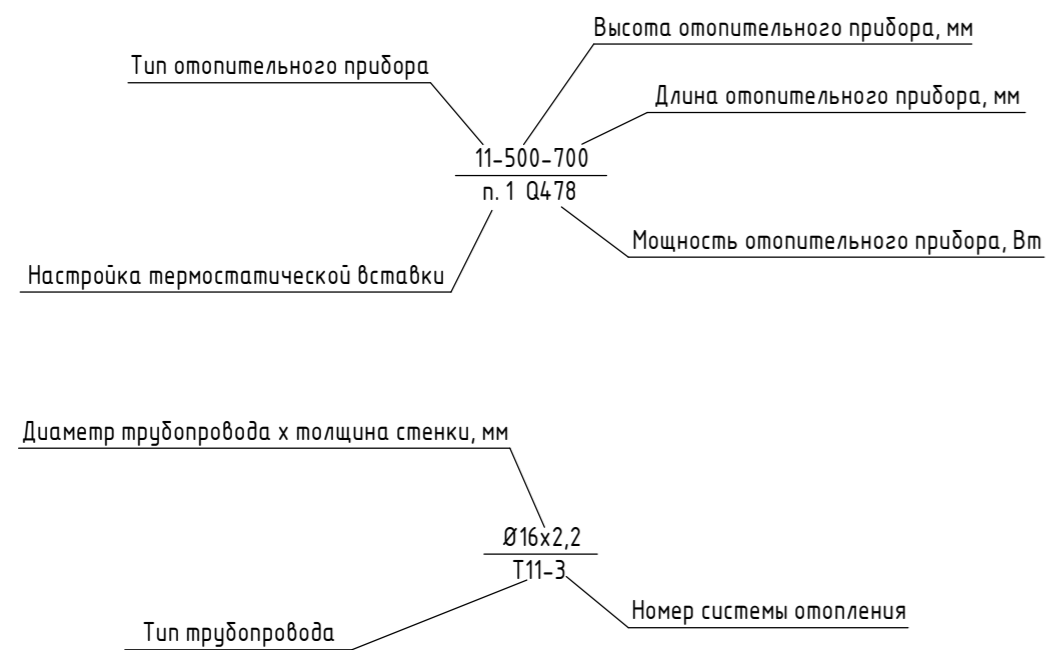 Высота отопительного прибора, мм
Тип отопительного прибора
Длина отопительного прибора, мм
11-500-700
п. 1 Q478
Мощность отопительного прибора, Вт
Настройка термостатической вставки
Диаметр трубопровода х толщина стенки, мм
Ø16х2,2
Т11-3
Номер системы отопления
Тип трубопровода